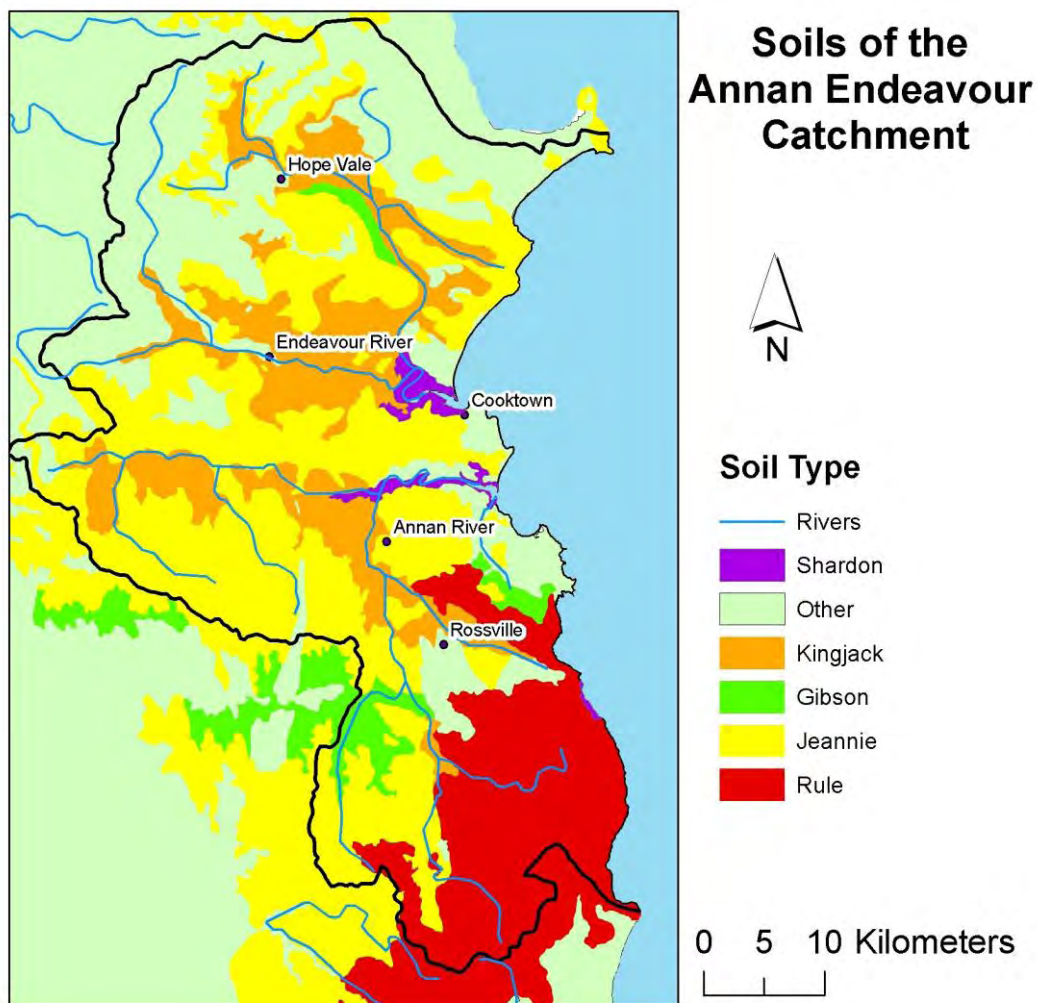 Soils of the
Annan Endeavour
Catchment
Hope Vale
N
Endeavour River
Cooktown
Soil Type
Rivers
Annan River
Shardon
Other
Rossville
Kingjack
Gibson
Jeannie
Rule
0 5 10 Kilometers